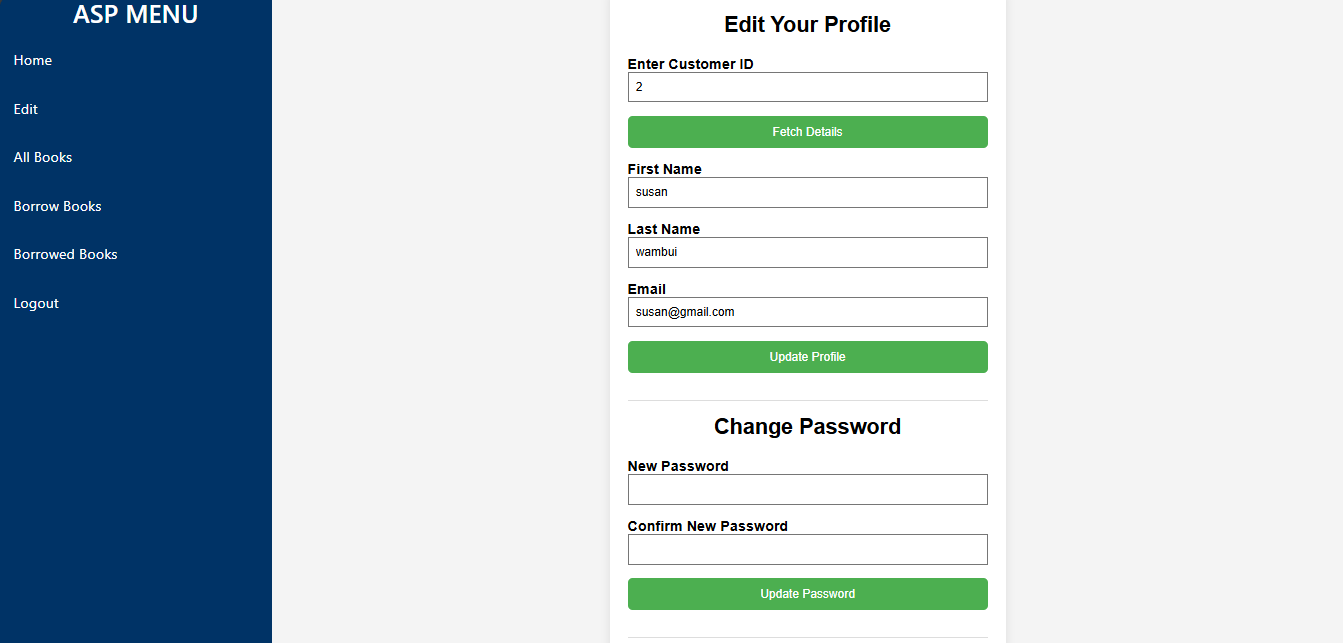 ASP MENU
Home
Edit
All Books
Borrow Books
Borrowed Books
Logout
Edit Your Profile
Enter Customer ID
2
Fetch Details
First Name
susan
Last Name
wambui
Email
susan@gmail.com
Update Profile
Change Password
New Password
Confirm New Password
Update Password